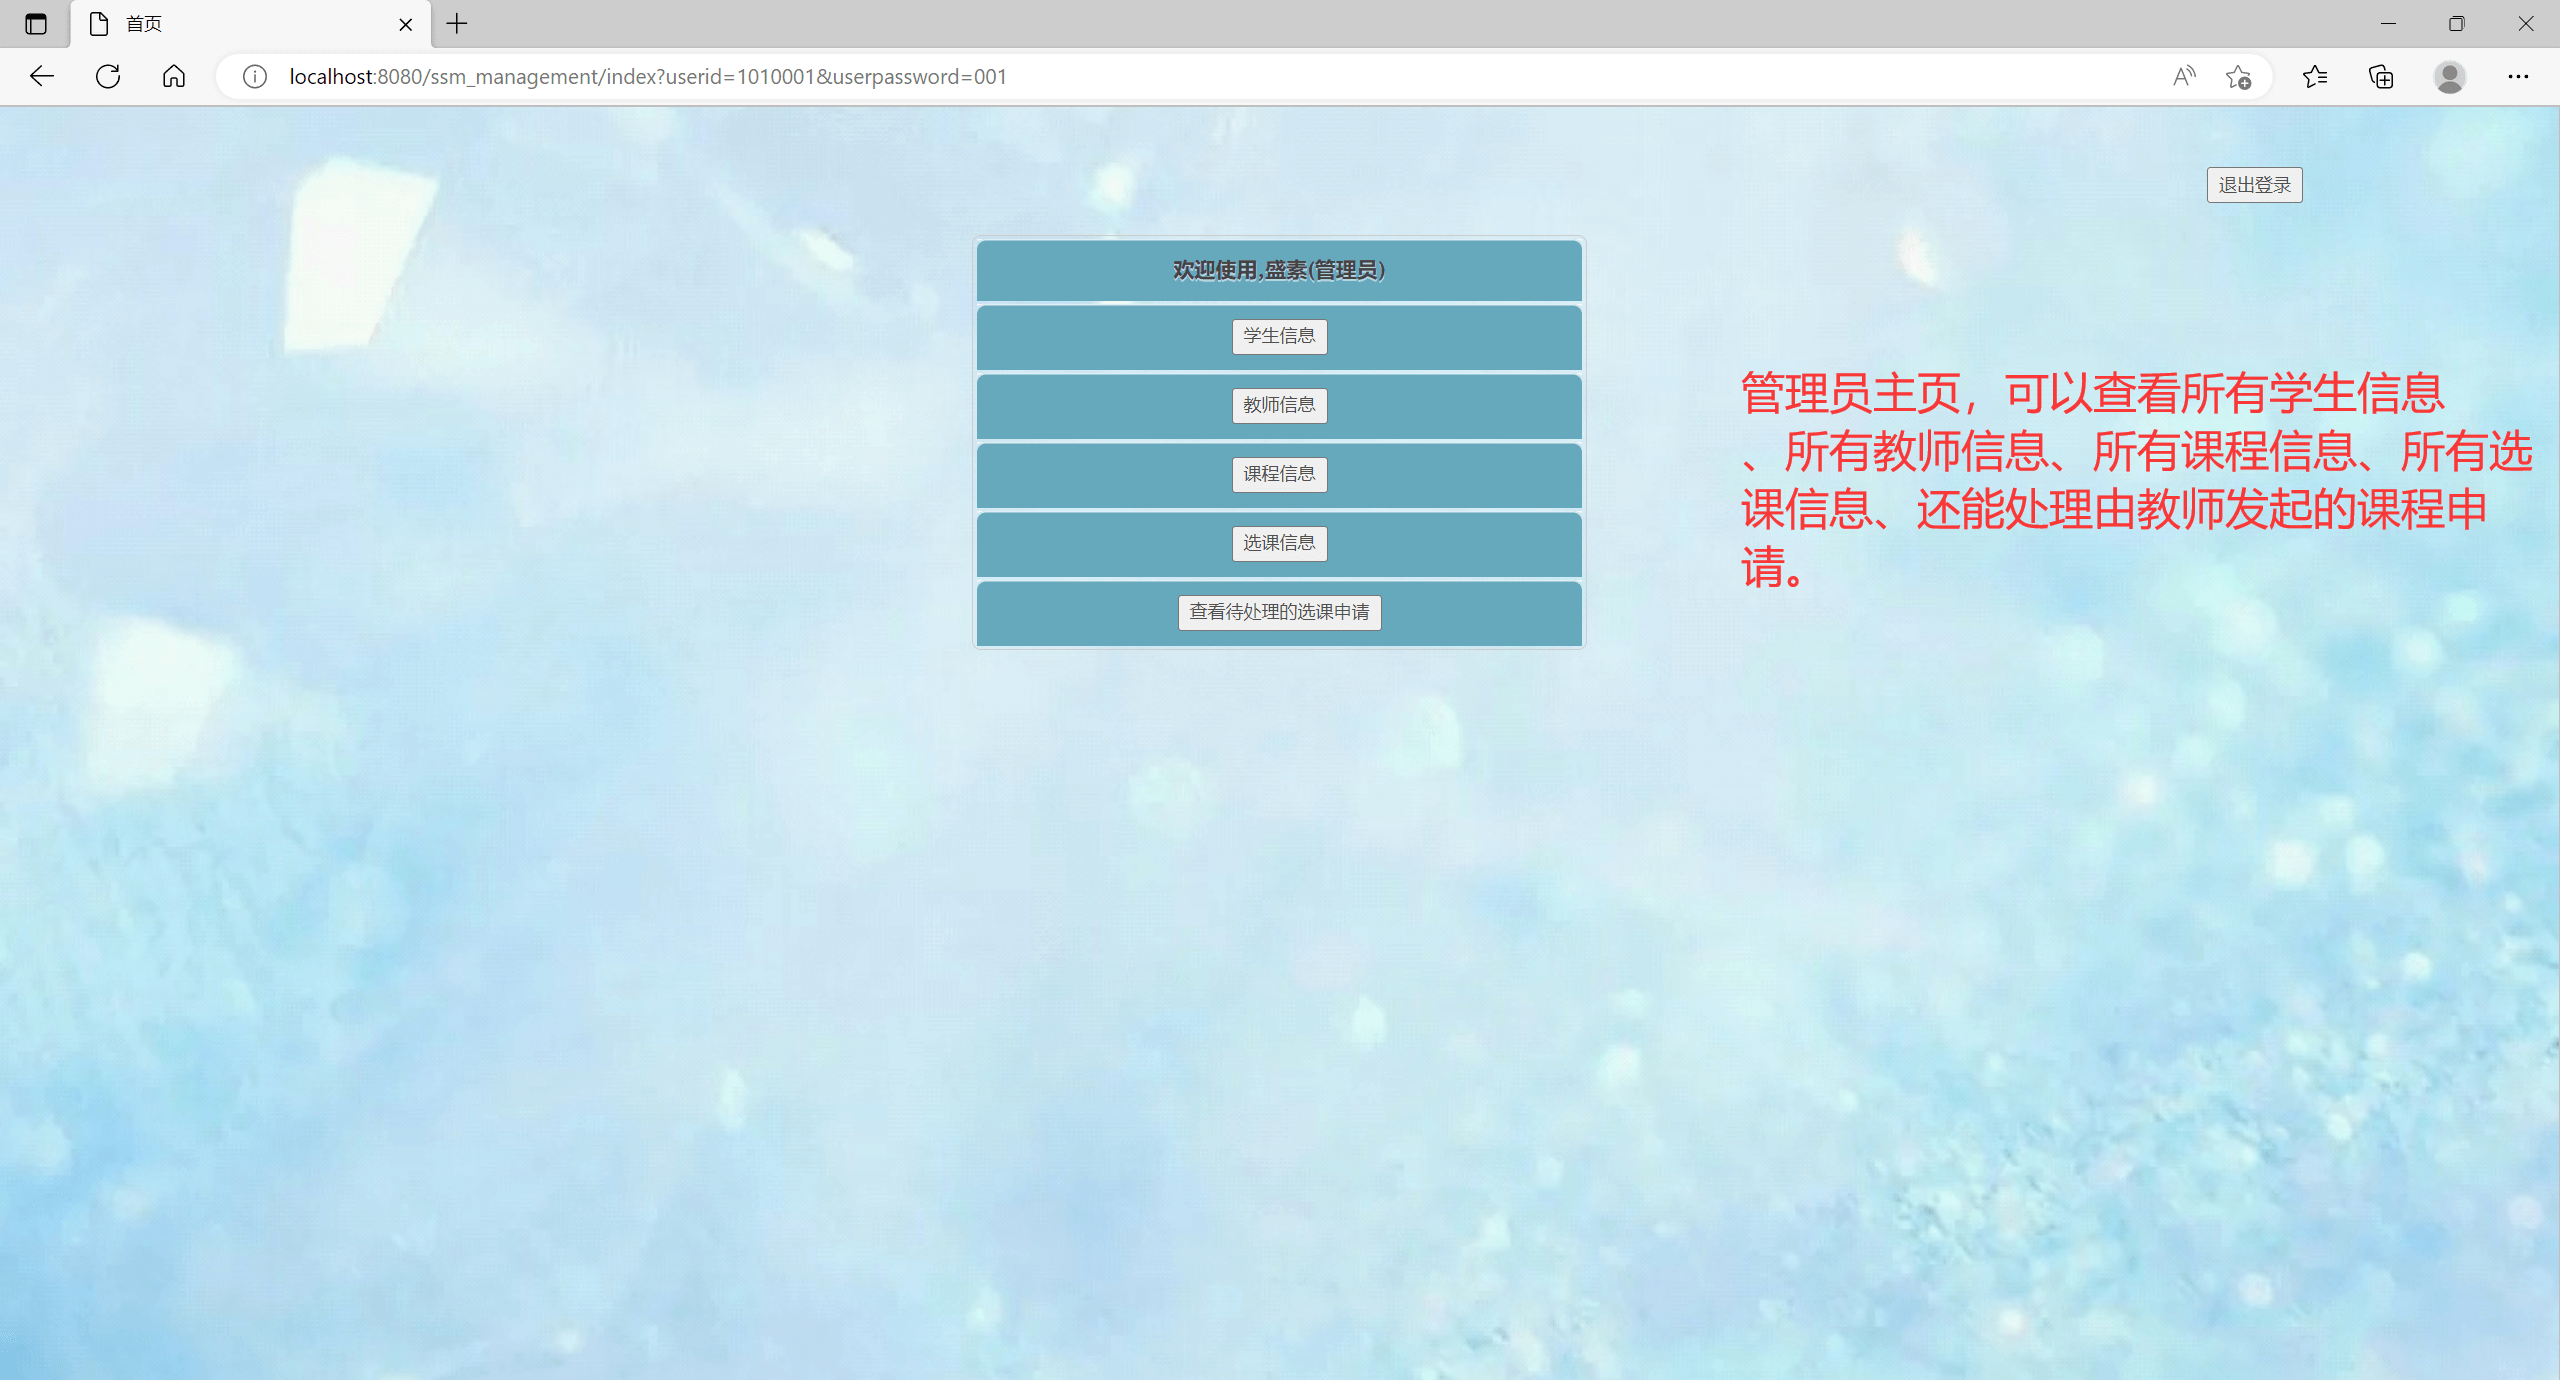 首页
localhost:8080/ssm_management/index?userid=1010001&userpassword=001
退出登录
欢迎使用,盛素(管理员)
学生信息
教师信息
课程信息
选课信息
查看待处理的选课申请
管理员主页，可以查看所有学生信息
、所有教师信息、所有课程信息、所有选
课信息、还能处理由教师发起的课程申
请。